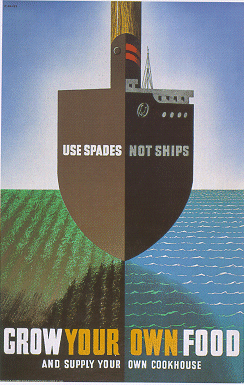 USE SPADES NOT SHIPS
GROW YOUR OWN FOOD
AND SUPPLY YOUR OWN COOKHOUSE